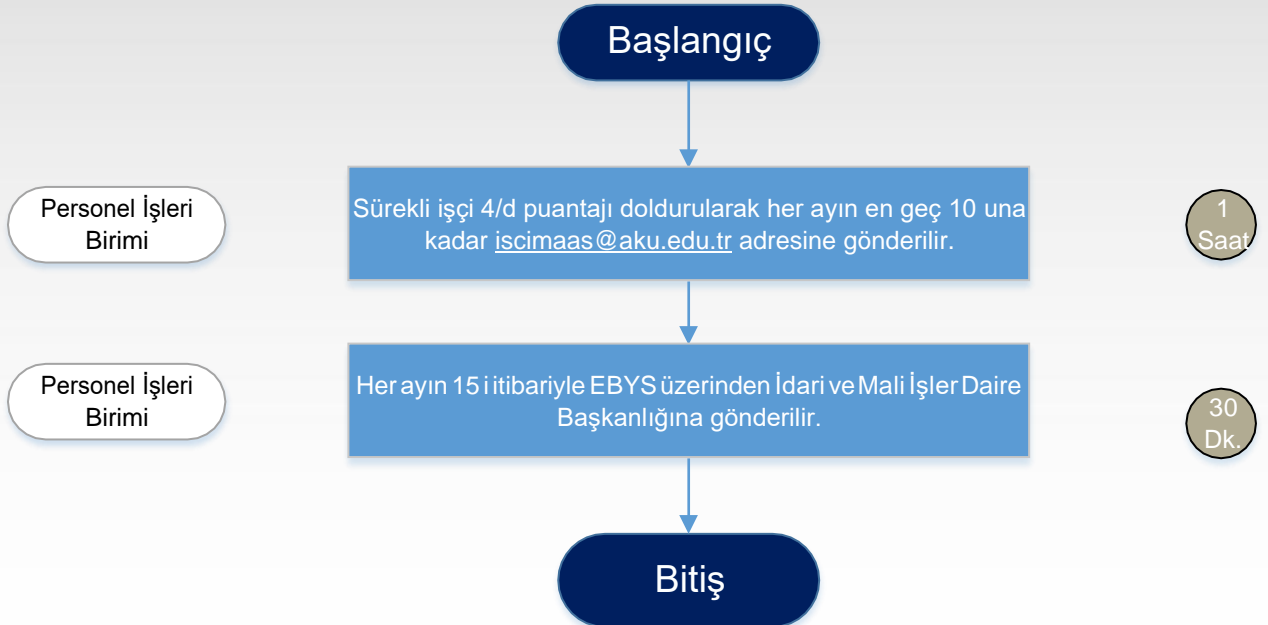 Başlangıç
Personel İşleri
Birimi
Sürekli işçi 4/d puantajı doldurularak her ayın en geç 10 una
kadar iscimaas@aku.edu.tr adresine gönderilir.
1
Saat
Personel İşleri
Birimi
Her ayın 15 i itibariyle EBYS üzerinden İdari ve Mali İşler Daire
Başkanlığına gönderilir.
30
Dk.
Bitiş